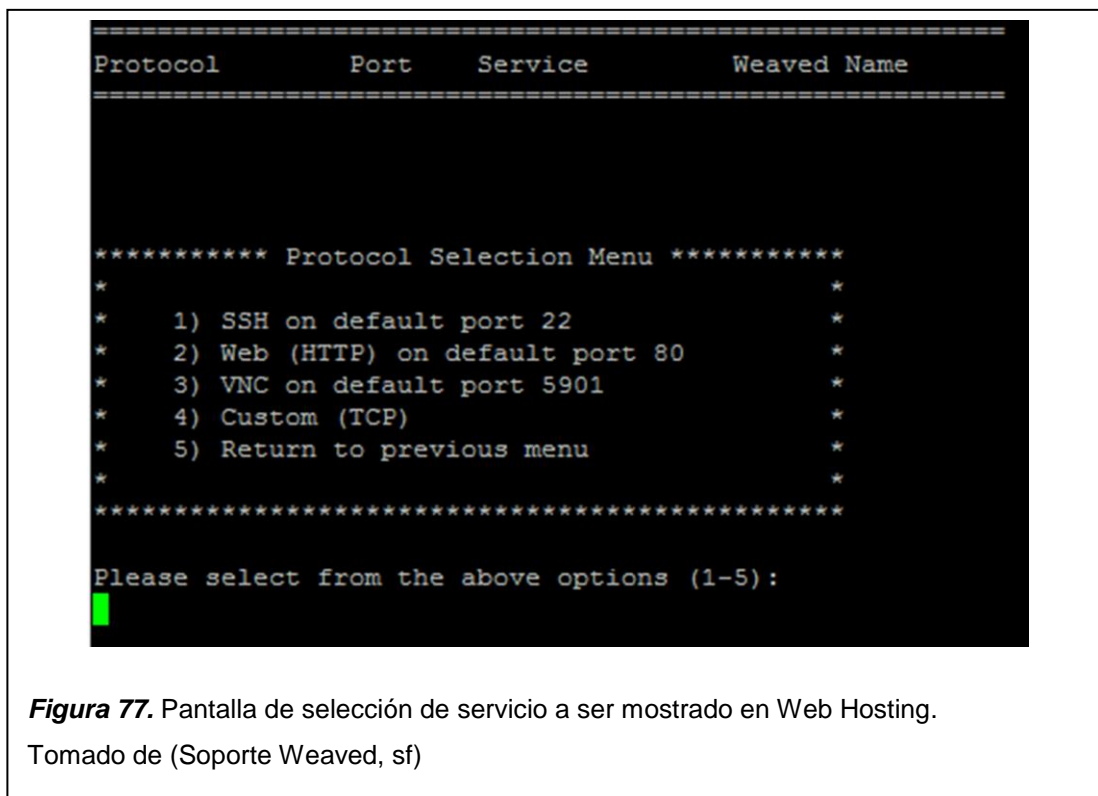 =========================================================
Protocol Port Service Weaved Name
=========================================================
*********** Protocol Selection Menu ***********
* *
* 1) SSH on default port 22 *
* 2) Web (HTTP) on default port 80 *
* 3) VNC on default port 5901 *
* 4) Custom (TCP) *
* 5) Return to previous menu *
* *
***********************************************
Please select from the above options (1-5):
Figura 77. Pantalla de selección de servicio a ser mostrado en Web Hosting.
Tomado de (Soporte Weaved, sf)